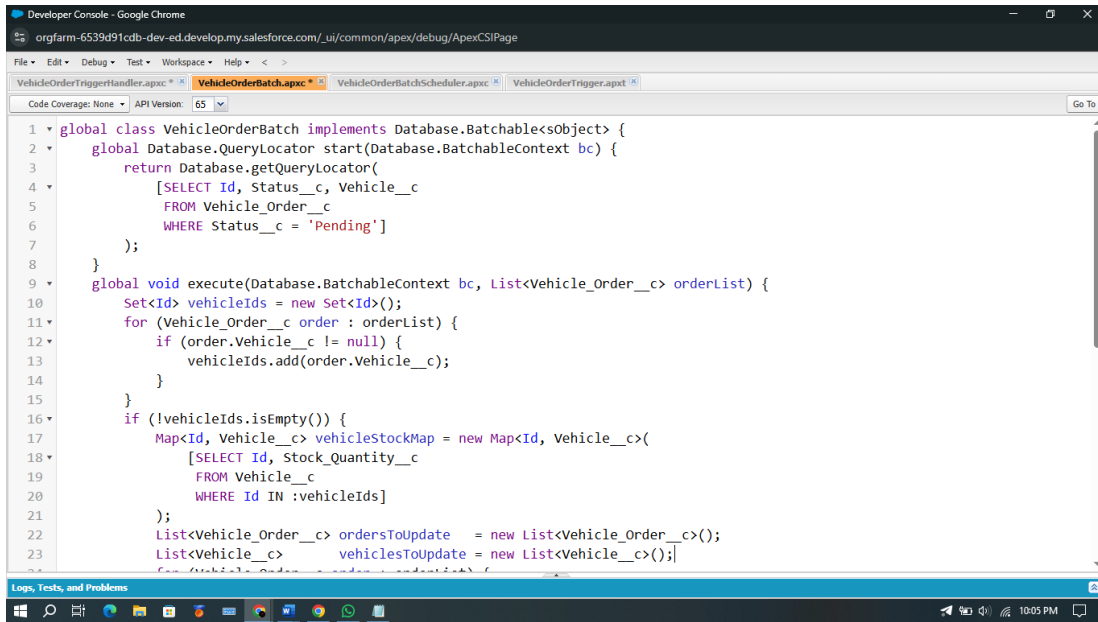 Developer Console - Google Chrome
orgfarm-6539d91cdb-dev-ed.develop.my.salesforce.com/_ui/common/apex/debug/ApexCSIPage
File Edit Debug Test Workspace Help < >
VehicleOrderTriggerHandler.apxc * VehicleOrderBatch.apxc * VehicleOrderBatchScheduler.apxc VehicleOrderTrigger.apxt
Code Coverage: None API Version: 65 Go To
1 global class VehicleOrderBatch implements Database.Batchable<sObject> {
2 global Database.QueryLocator start(Database.BatchableContext bc) {
3 return Database.getQueryLocator(
4 [SELECT Id, Status__c, Vehicle__c
5 FROM Vehicle_Order__c
6 WHERE Status__c = 'Pending']
7 );
8 }
9 global void execute(Database.BatchableContext bc, List<Vehicle_Order__c> orderList) {
10 Set<Id> vehicleIds = new Set<Id>();
11 for (Vehicle_Order__c order : orderList) {
12 if (order.Vehicle__c != null) {
13 vehicleIds.add(order.Vehicle__c);
14 }
15 }
16 if (!vehicleIds.isEmpty()) {
17 Map<Id, Vehicle__c> vehicleStockMap = new Map<Id, Vehicle__c>(
18 [SELECT Id, Stock_Quantity__c
19 FROM Vehicle__c
20 WHERE Id IN :vehicleIds]
21 );
22 List<Vehicle_Order__c> ordersToUpdate = new List<Vehicle_Order__c>();
23 List<Vehicle__c> vehiclesToUpdate = new List<Vehicle__c>();
Logs, Tests, and Problems
10:05 PM